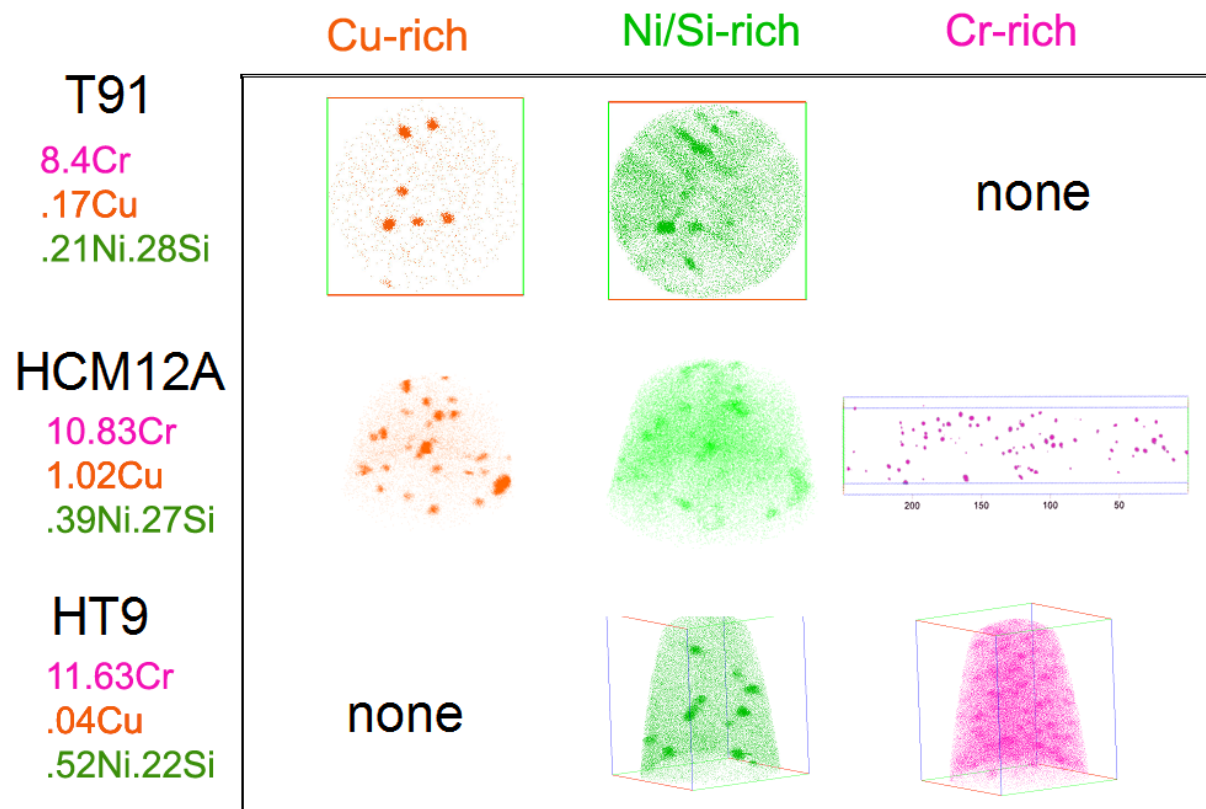 Cu-rich Ni/Si-rich Cr-rich
T91
8.4Cr
.17Cu
.21Ni.28Si
none
HCM12A
10.83Cr
1.02Cu
.39Ni.27Si
200 150 100 50 0
HT9
11.63Cr
.04Cu
.52Ni.22Si
none